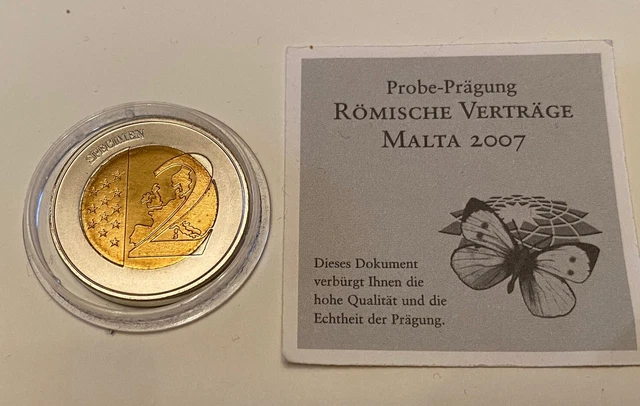 SPECIMEN
2
Probe-Prägung
Römische Verträge
Malta 2007
Dieses Dokument
verbürgt Ihnen die
hohe Qualität und die
Echtheit der Prägung.